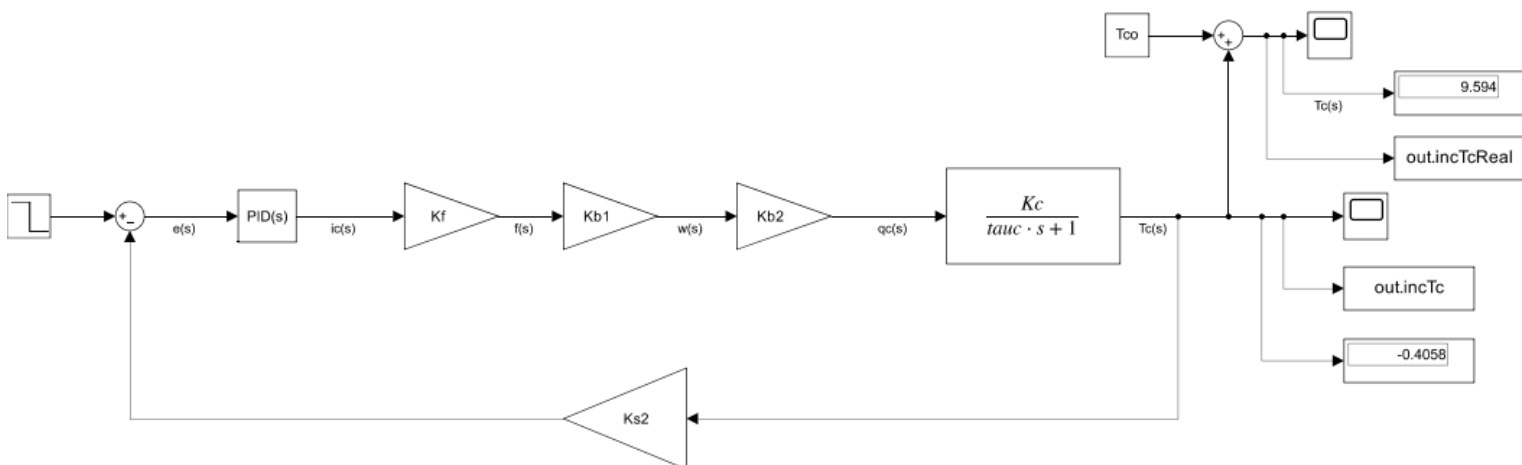 Tco
+
+
9.594
Tc(s)
out.incTcReal
+
−
e(s)
PID(s)
ic(s)
Kf
f(s)
Kb1
w(s)
Kb2
qc(s)
Kc
tauc · s + 1
Tc(s)
out.incTc
-0.4058
Ks2